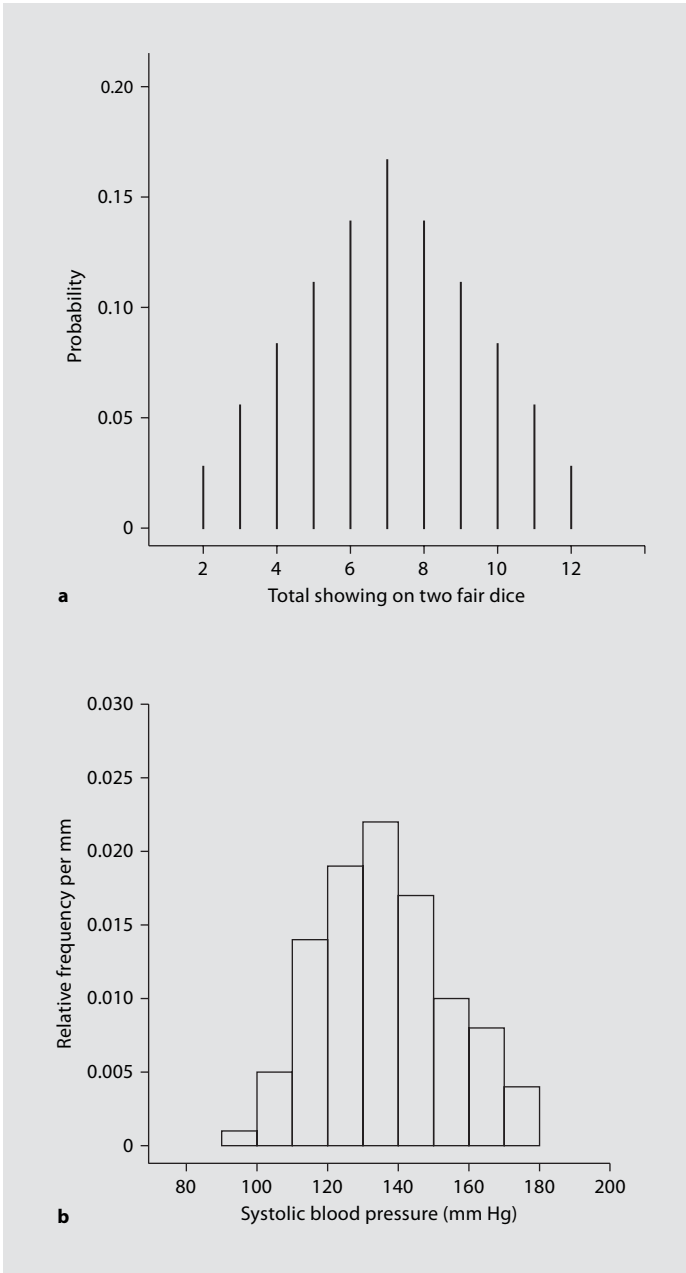 0.20
0.15
0.10
0.05
0
Probability
2 4 6 8 10 12
a
Total showing on two fair dice
0.030
0.025
0.020
0.015
0.010
0.005
0
Relative frequency per mm
80 100 120 140 160 180 200
b
Systolic blood pressure (mm Hg)